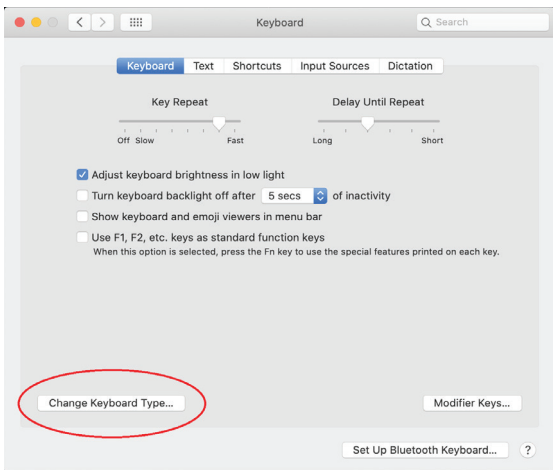 Keyboard
Search
Keyboard Text Shortcuts Input Sources Dictation
Key Repeat Delay Until Repeat
Off Slow Fast Long Short
Adjust keyboard brightness in low light
Turn keyboard backlight off after 5 secs of inactivity
Show keyboard and emoji viewers in menu bar
Use F1, F2, etc. keys as standard function keys
When this option is selected, press the Fn key to use the special features printed on each key.
Change Keyboard Type... Modifier Keys...
Set Up Bluetooth Keyboard... ?